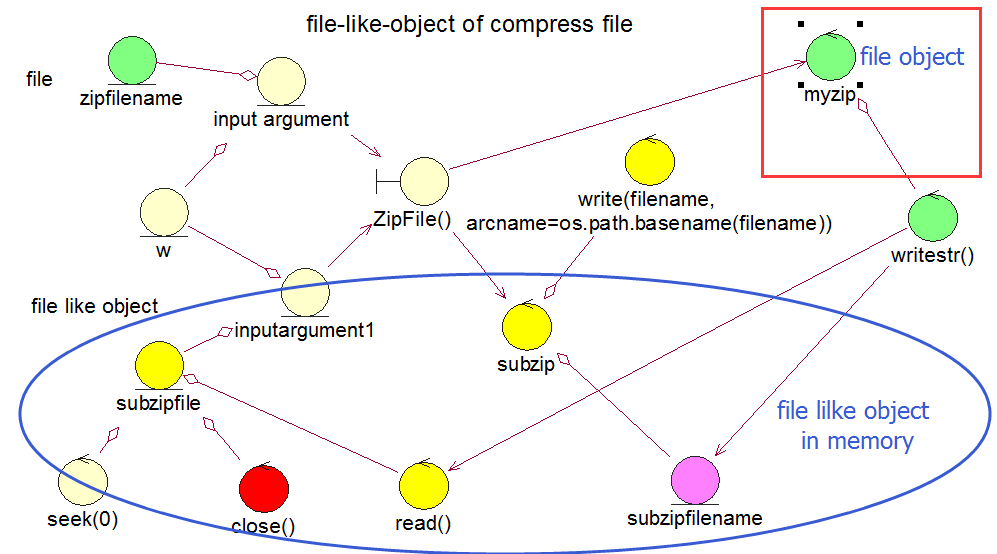 file-like-object of compress file
file
zipfilename
input argument
file object
myzip
write(filename,
arcname=os.path.basename(filename))
ZipFile()
w
writestr()
file like object
inputargument1
subzip
subzipfile
file lilke object
in memory
seek(0)
close()
read()
subzipfilename